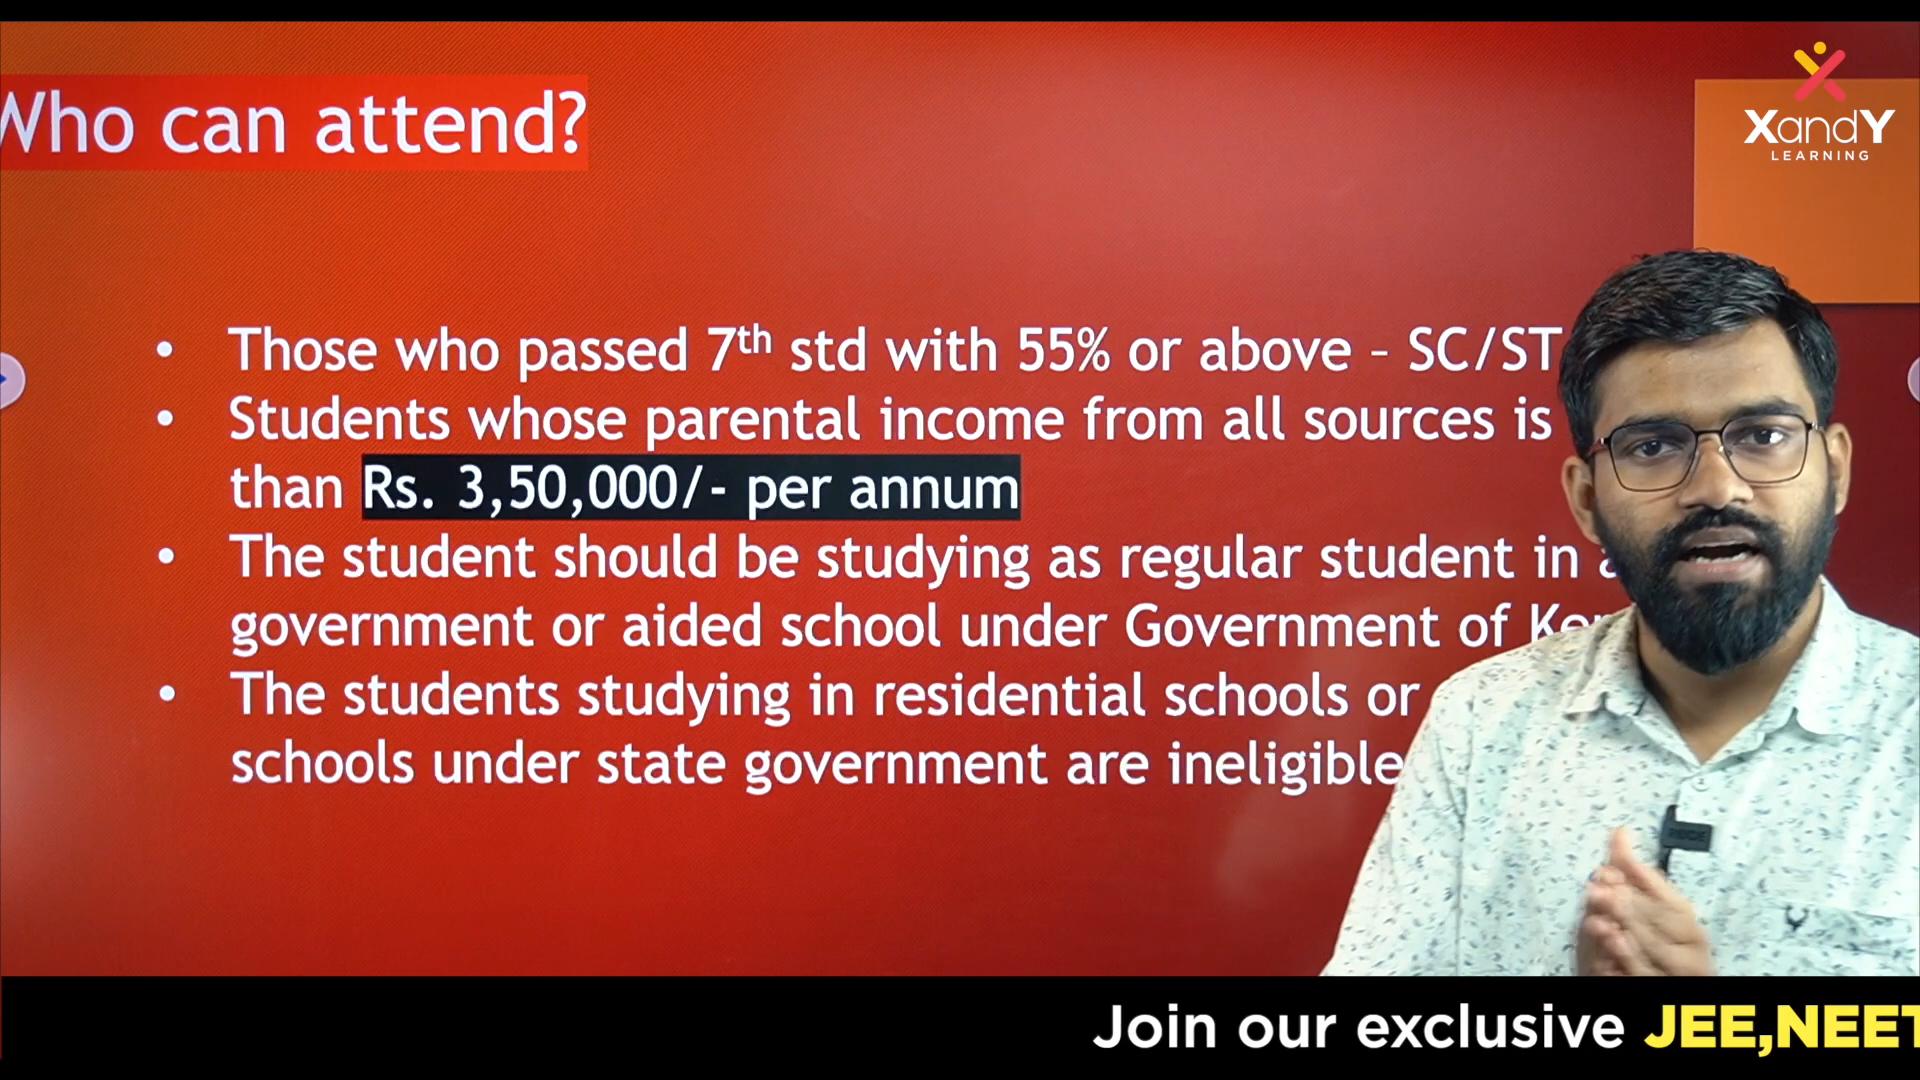 Who can attend?
XandY
LEARNING
• Those who passed 7th std with 55% or above – SC/ST
• Students whose parental income from all sources is
than Rs. 3,50,000/- per annum
• The student should be studying as regular student in
government or aided school under Government of
• The students studying in residential schools or
schools under state government are ineligible
Join our exclusive JEE,NEET